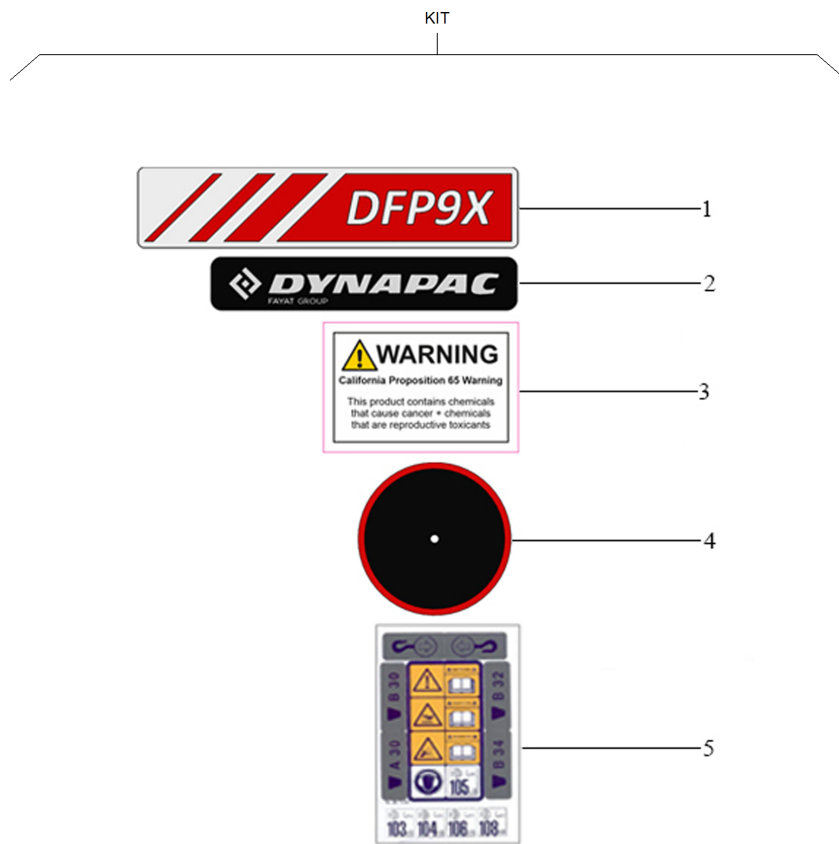 KIT
DFP9X
1
DYNAPAC
FAYAT GROUP
2
WARNING
California Proposition 65 Warning
This product contains chemicals
that cause cancer + chemicals
that are reproductive toxicants
3
4
B 30
B 32
A 30
B 34
105
103
104
106
108
5